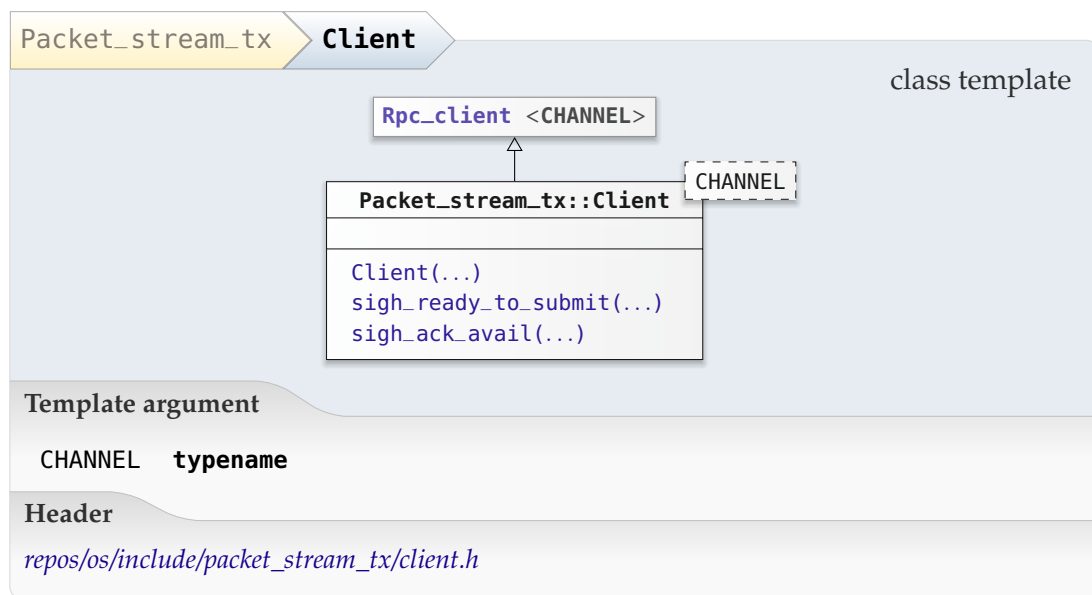 Packet_stream_tx Client
class template
Rpc_client <CHANNEL>
CHANNEL
Packet_stream_tx::Client
Client(...)
sigh_ready_to_submit(...)
sigh_ack_avail(...)
Template argument
CHANNEL typename
Header
repos/os/include/packet_stream_tx/client.h